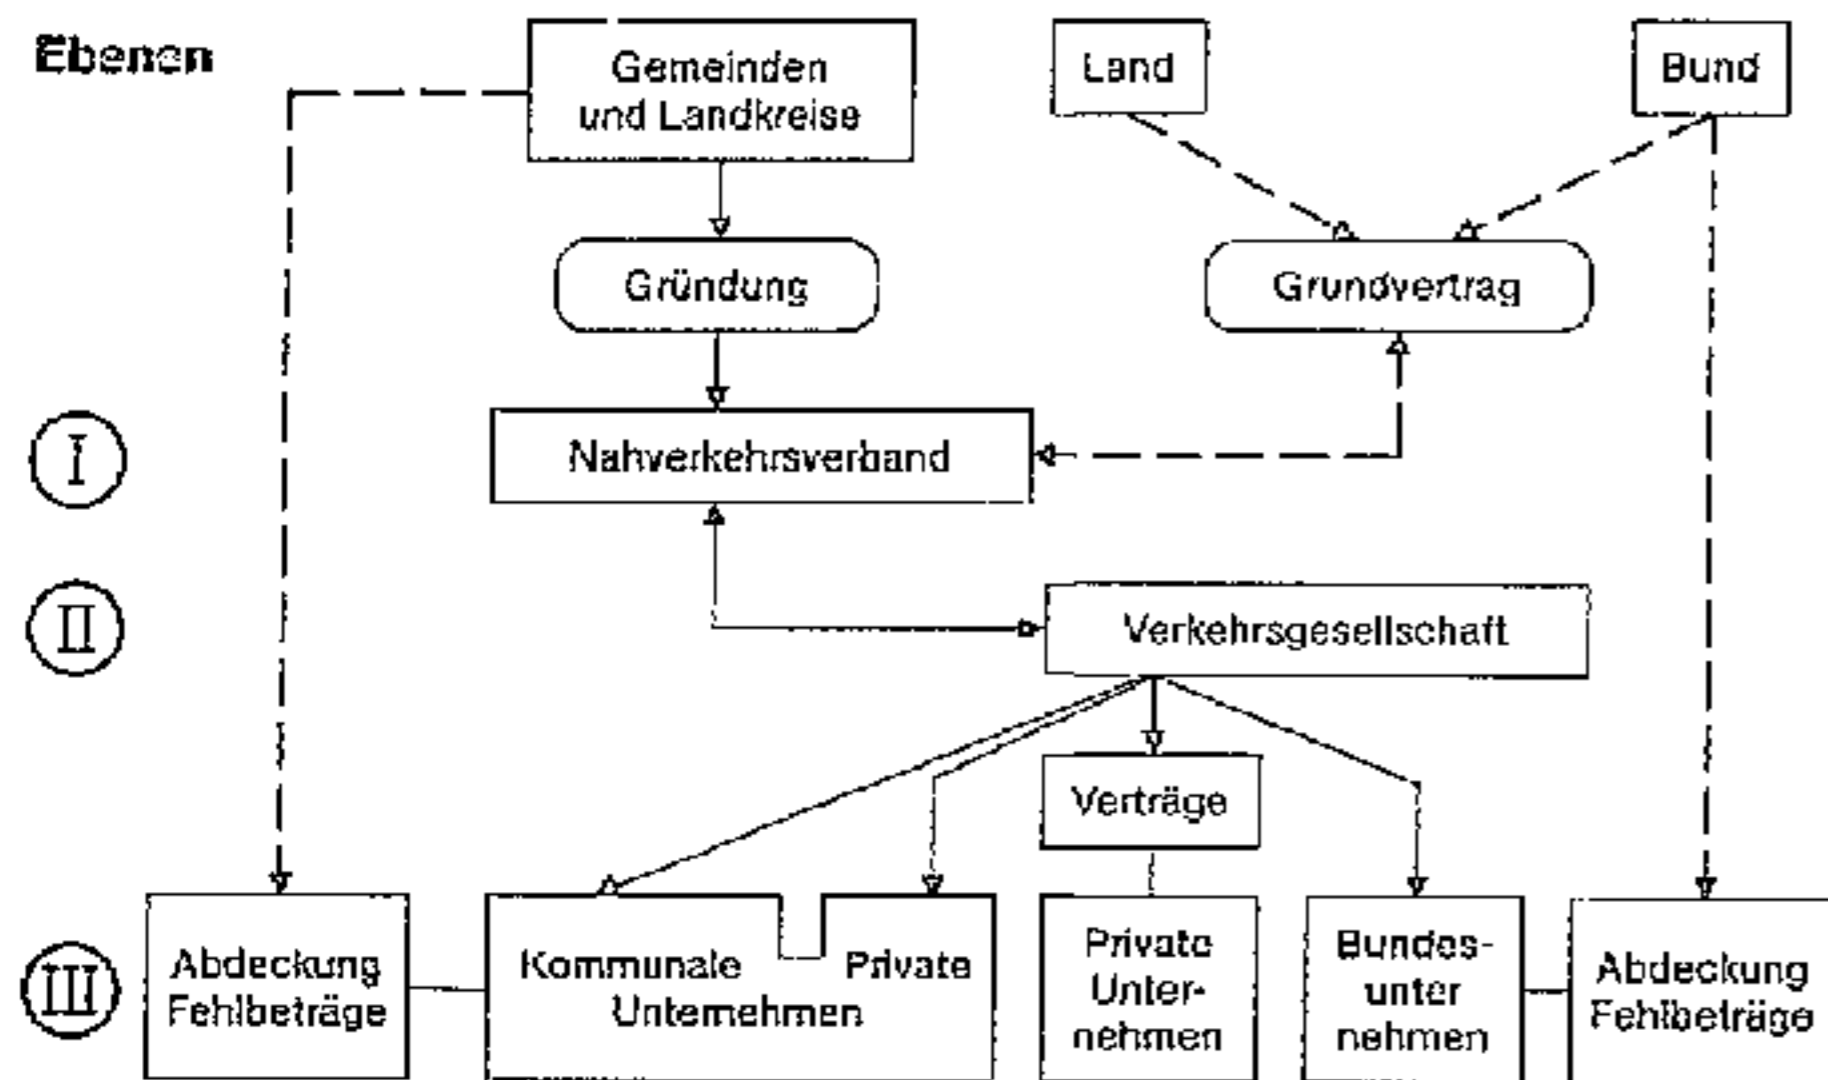 Ebenen
Gemeinden
und Landkreise
Land
Bund
Gründung
Grundvertrag
I
Nahverkehrsverband
II
Verkehrsgesellschaft
Verträge
III
Abdeckung
Fehlbeträge
Kommunale Private
Unternehmen
Private
Unter-
nehmen
Bundes-
unter
nehmen
Abdeckung
Fehlbeträge